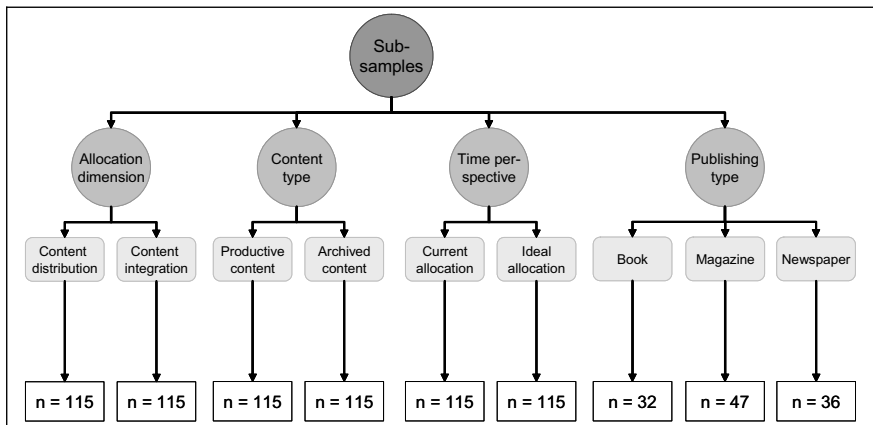 Sub-
samples
Allocation
dimension
Content
type
Time per-
spective
Publishing
type
Content
distribution
Content
integration
Productive
content
Archived
content
Current
allocation
Ideal
allocation
Book
Magazine
Newspaper
n = 115
n = 115
n = 115
n = 115
n = 115
n = 115
n = 32
n = 47
n = 36